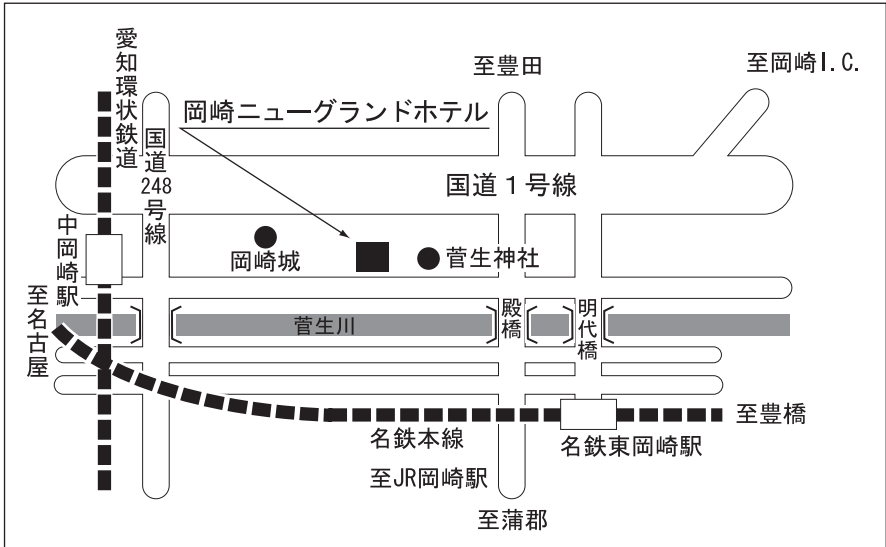 愛知環状鉄道
至豊田
至岡崎I.C.
岡崎ニューグランドホテル
国道248号線
国道1号線
中岡崎駅
岡崎城
菅生神社
至名古屋
菅生川
殿橋
明代橋
至豊橋
名鉄本線
名鉄東岡崎駅
至JR岡崎駅
至蒲郡